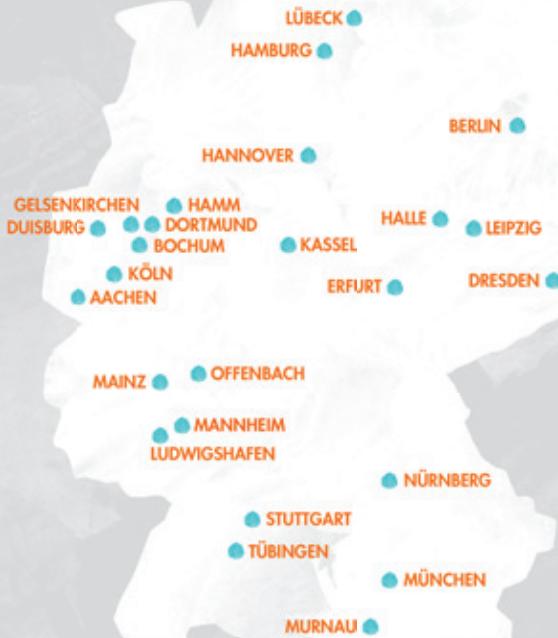 LÜBECK
HAMBURG
BERLIN
HANNOVER
GELSENKIRCHEN
HAMM
DUISBURG
DORTMUND
HALLE
LEIPZIG
BOCHUM
KASSEL
KÖLN
ERFURT
DRESDEN
AACHEN
MAINZ
OFFENBACH
MANNHEIM
LUDWIGSHAFEN
NÜRNBERG
STUTTGART
TÜBINGEN
MÜNCHEN
MURNAU